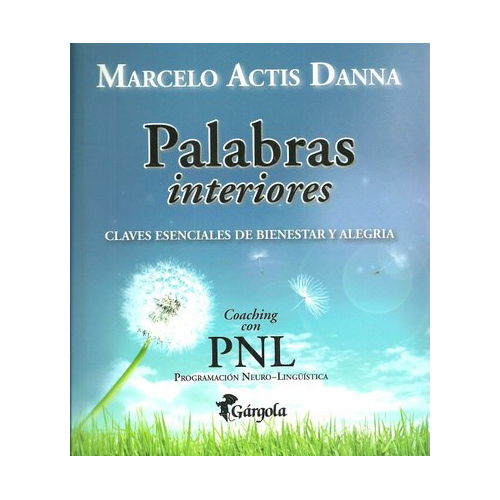 MARCELO ACTIS DANNA
Palabras
interiores
CLAVES ESENCIALES DE BIENESTAR Y ALEGRIA
Coaching
con
PNL
PROGRAMACIÓN NEURO-LINGÜÍSTICA
Gárgola